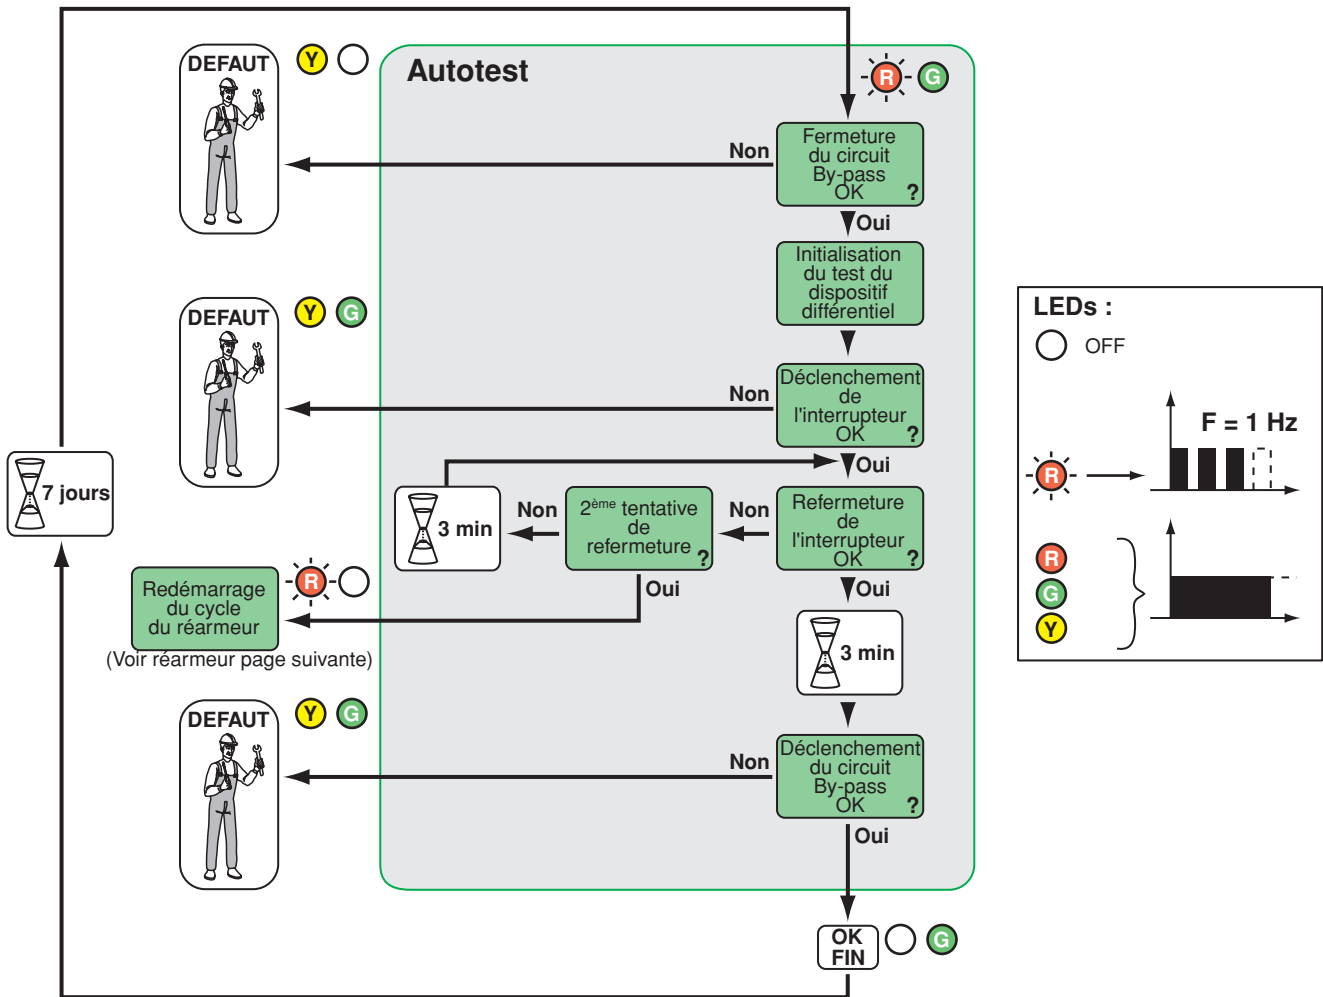 DEFAUT
Y
Autotest
R
G
Fermeture
du circuit
By-pass
OK ?
Non
Oui
Initialisation
du test du
dispositif
différentiel
DEFAUT
Y
G
Déclenchement
de
l'interrupteur
OK ?
Non
Oui
7 jours
3 min
Non
2ème tentative
de
refermeture ?
Non
Refermeture
de
l'interrupteur
OK ?
Oui
Oui
Redémarrage
du cycle
du réarmeur
R
(Voir réarmeur page suivante)
3 min
DEFAUT
Y
G
Non
Déclenchement
du circuit
By-pass
OK ?
Oui
OK
FIN
G
LEDs :
OFF
F = 1 Hz
R
R
G
Y